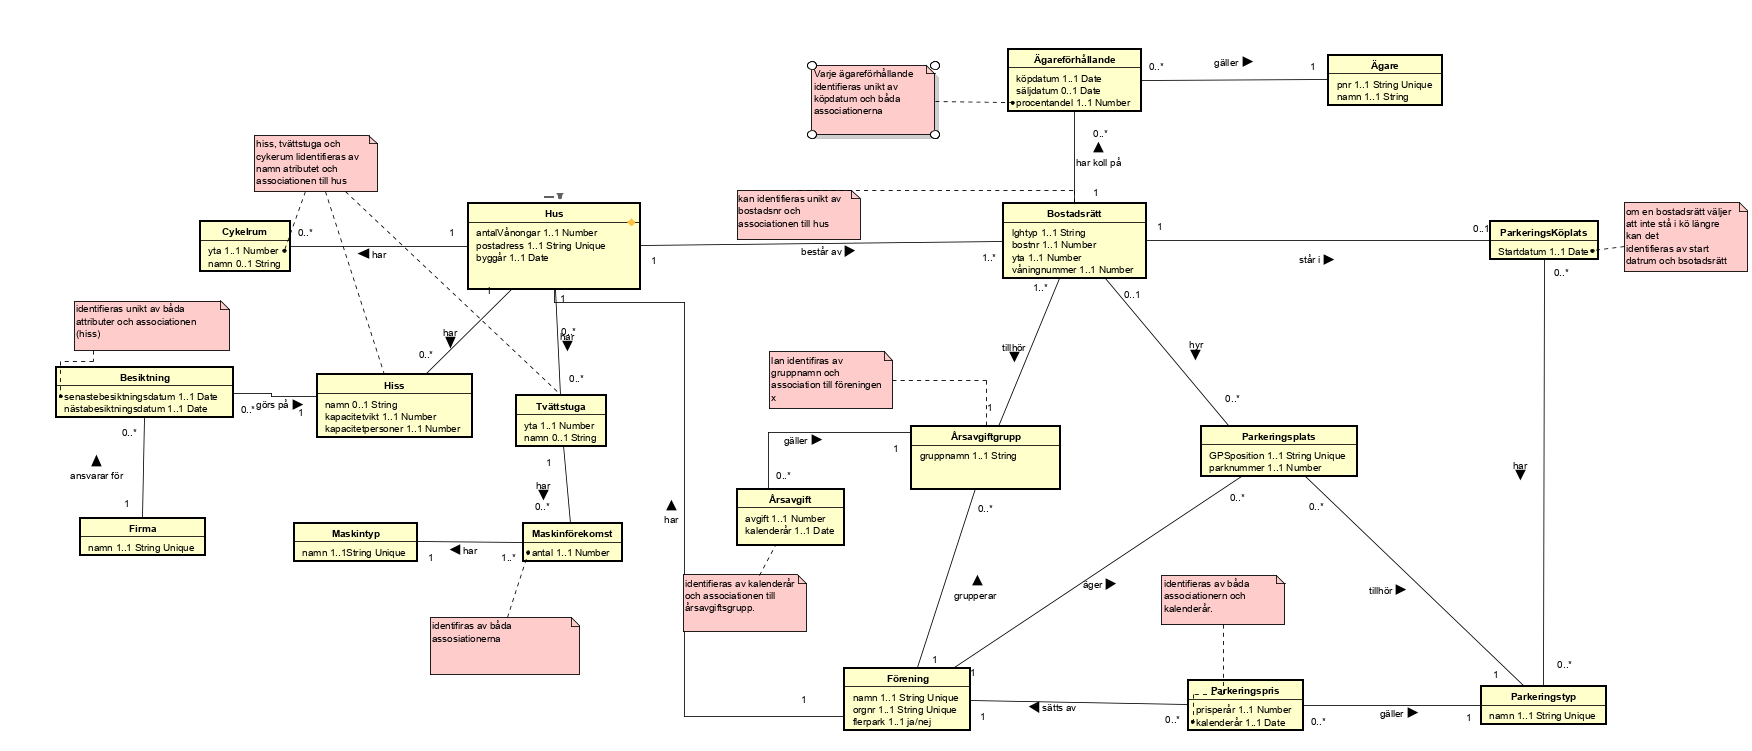 Ägareförhållande
köpdatum 1..1 Date
säljdatum 0..1 Date
procentandel 1..1 Number
0..*
gäller
1
Ägare
pnr 1..1 String Unique
namn 1..1 String
Varje ägareförhållande
identifieras unikt av
köpdatum och båda
associationerna
0..*
har koll på
1
hiss, tvättstuga och
cykerum Iidentifieras av
namn atributet och
associationen till hus
kan identifieras unikt av
bostadsnr och
associationen till hus
Cykelrum
yta 1..1 Number
namn 0..1 String
0..*
har
1
Hus
antalVånongar 1..1 Number
postadress 1..1 String Unique
byggår 1..1 Date
1
består av
1..*
Bostadsrätt
lghtyp 1..1 String
bostnr 1..1 Number
yta 1..1 Number
våningnummer 1..1 Number
1
står i
0..1
ParkeringsKöplats
Startdatum 1..1 Date
om en bostadsrätt väljer
att inte stå i kö längre
kan det
identifieras av start
datrum och bsotadsrätt
identifieras unikt av båda
attributer och associationen
(hiss)
1
har
0..*
1
0..*
har
0..*
1..*
tillhör
1
0..1
hyr
0..*
0..*
har
0..*
Besiktning
senastebesiktningsdatum 1..1 Date
nästabesiktningsdatum 1..1 Date
0..*
görs på
1
Hiss
namn 0..1 String
kapacitetvikt 1..1 Number
kapacitetpersoner 1..1 Number
Tvättstuga
yta 1..1 Number
namn 0..1 String
Ian identifiras av
gruppnamn och
association till föreningen
x
Årsavgiftgrupp
gruppnamn 1..1 String
gäller
1
0..*
Parkeringsplats
GPSposition 1..1 String Unique
parknummer 1..1 Number
0..*
ansvarar för
1
Firma
namn 1..1 String Unique
1
har
0..*
Maskintyp
namn 1..1String Unique
1
har
1..*
Maskinförekomst
antal 1..1 Number
Årsavgift
avgift 1..1 Number
kalenderår 1..1 Date
har
1
0..*
grupperar
1
0..*
äger
1
0..*
tillhör
1
identifieras av kalenderår
och associationen till
årsavgiftsgrupp.
identifieras av båda
associationern och
kalenderår.
identifiras av båda
assosiationerna
Förening
namn 1..1 String Unique
orgnr 1..1 String Unique
flerpark 1..1 ja/nej
1
sätts av
0..*
Parkeringspris
prisperår 1..1 Number
kalenderår 1..1 Date
0..*
gäller
1
Parkeringstyp
namn 1..1 String Unique